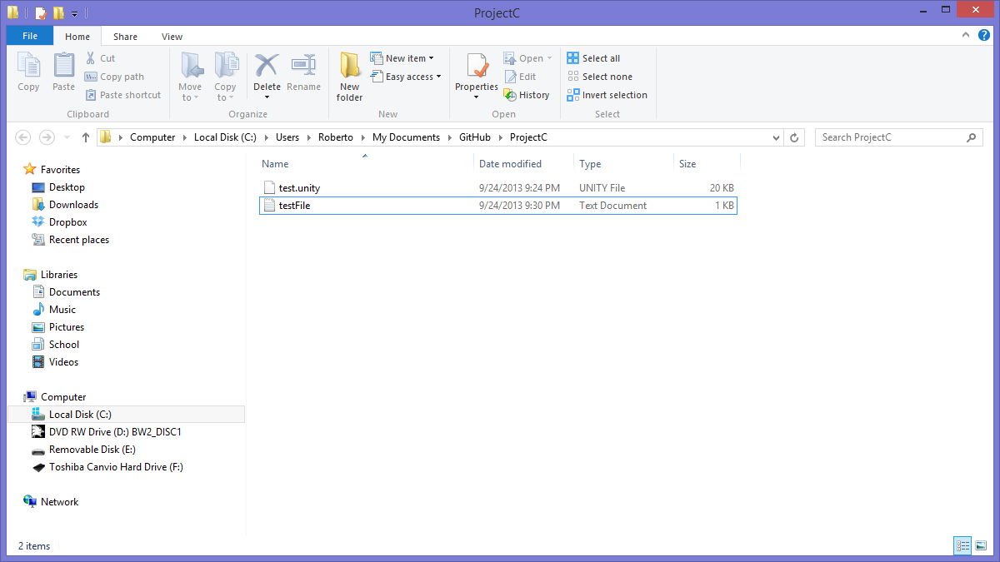 ProjectC
File Home Share View
Copy
Paste
Cut
Copy path
Paste shortcut
Clipboard
Move to
Copy to
Delete
Rename
Organize
New folder
New item
Easy access
New
Properties
Open
Edit
History
Open
Select all
Select none
Invert selection
Select
Computer Local Disk (C:) Users Roberto My Documents GitHub ProjectC
Search ProjectC
Favorites
Desktop
Downloads
Dropbox
Recent places
Libraries
Documents
Music
Pictures
School
Videos
Computer
Local Disk (C:)
DVD RW Drive (D:) BW2_DISC1
Removable Disk (E:)
Toshiba Canvio Hard Drive (F:)
Network
Name Date modified Type Size
test.unity 9/24/2013 9:24 PM UNITY File 20 KB
testFile 9/24/2013 9:30 PM Text Document 1 KB
2 items